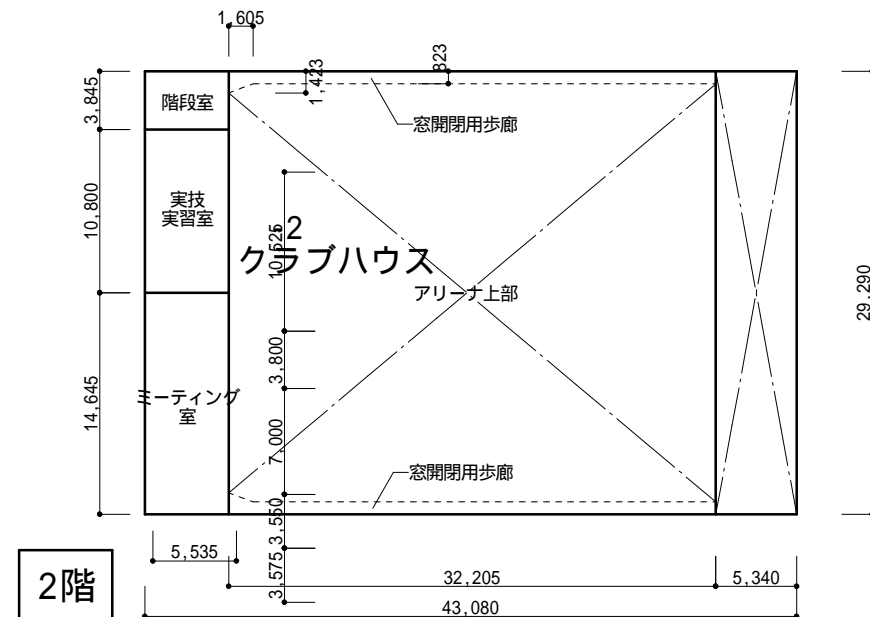 1,605
823
1,423
3,845
階段室
窓開閉用歩廊
10,800
実技
実習室
2
10,525
クラブハウス
アリーナ上部
29,290
3,800
14,645
ミーティング
室
7,000
窓開閉用歩廊
3,550
5,535
3,575
32,205
5,340
2階
43,080